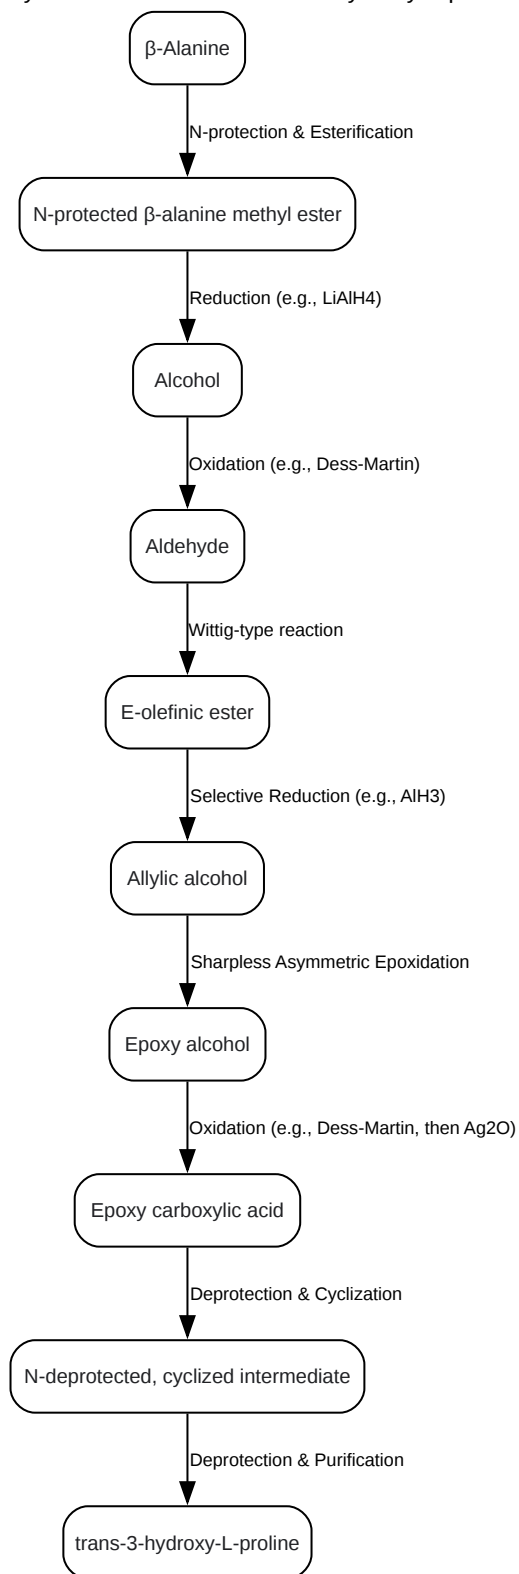 β-Alanine
N-protection & Esterification
N-protected β-alanine methyl ester
Reduction (e.g., LiAlH4)
Alcohol
Oxidation (e.g., Dess-Martin)
Aldehyde
Wittig-type reaction
E-olefinic ester
Selective Reduction (e.g., AlH3)
Allylic alcohol
Sharpless Asymmetric Epoxidation
Epoxy alcohol
Oxidation (e.g., Dess-Martin, then Ag2O)
Epoxy carboxylic acid
Deprotection & Cyclization
N-deprotected, cyclized intermediate
Deprotection & Purification
trans-3-hydroxy-L-proline